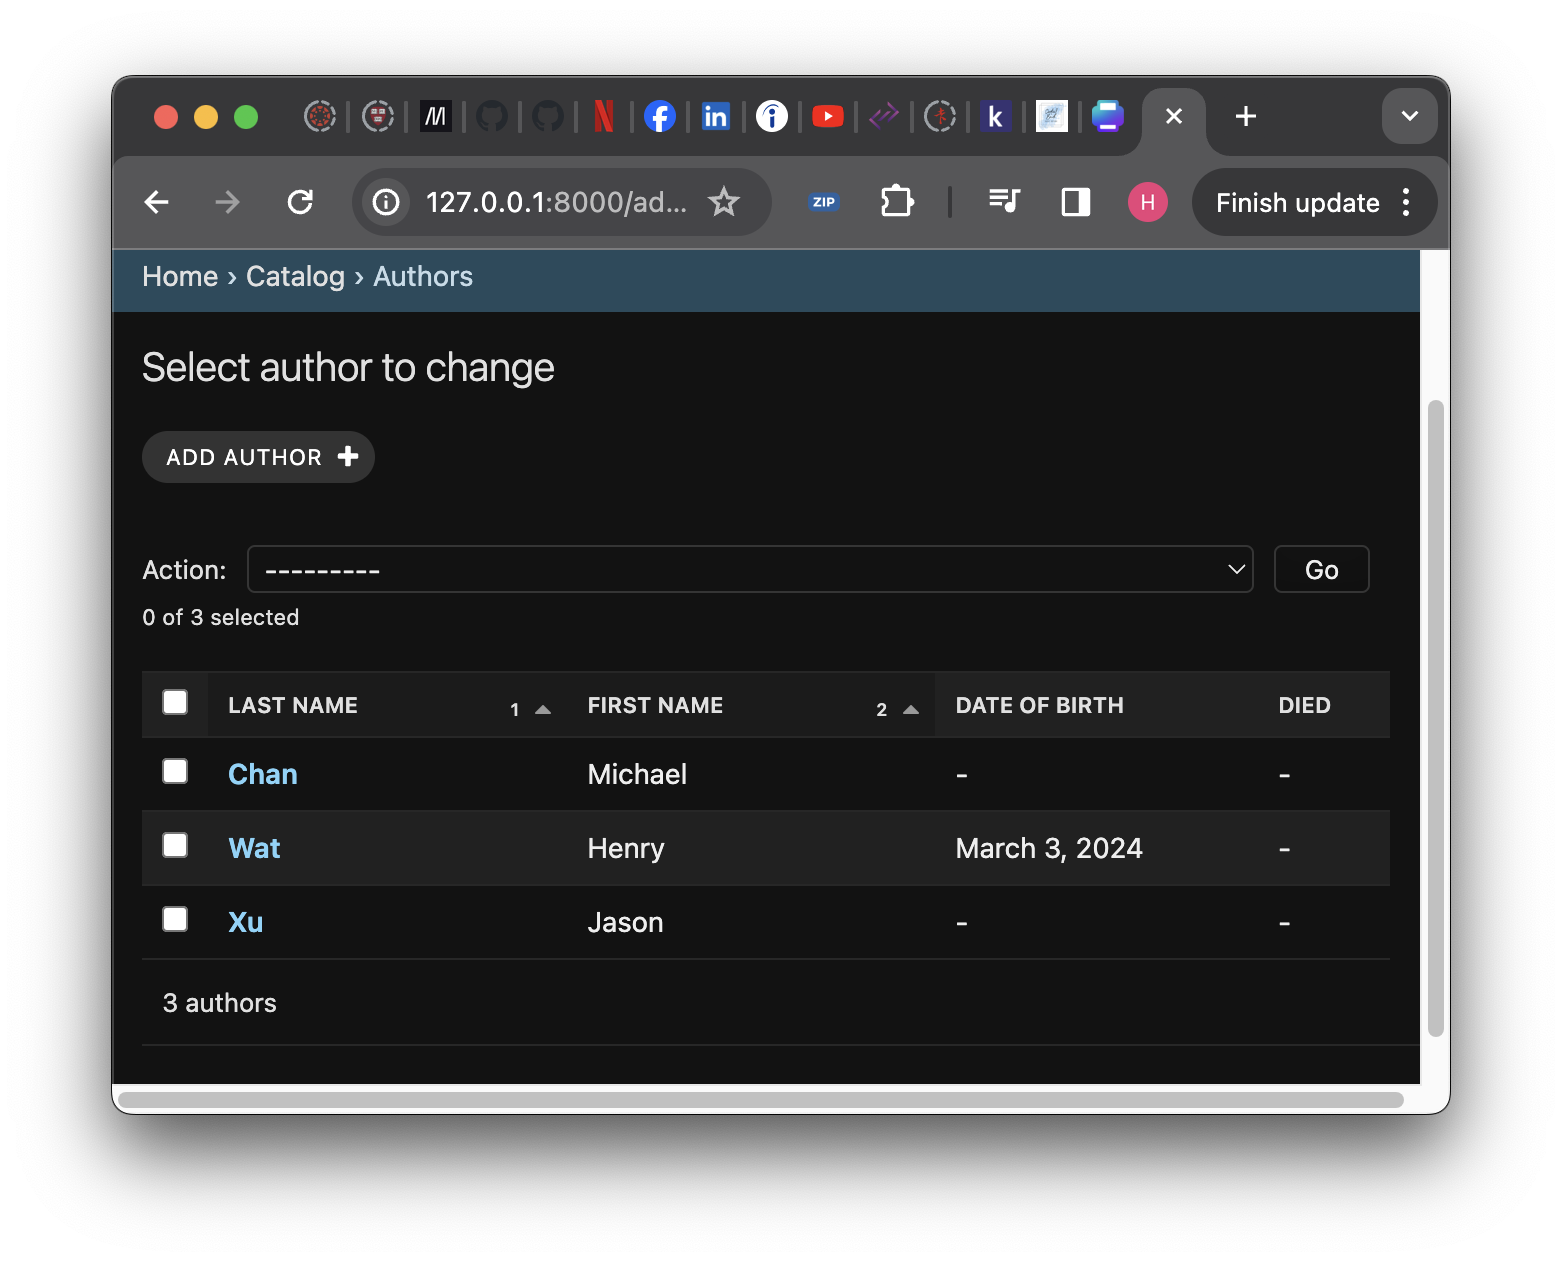 127.0.0.1:8000/ad...
ZIP
H
Finish update
Home › Catalog › Authors
Select author to change
ADD AUTHOR
Action: --------- Go
0 of 3 selected
LAST NAME 1 FIRST NAME 2 DATE OF BIRTH DIED
Chan Michael - -
Wat Henry March 3, 2024 -
Xu Jason - -
3 authors